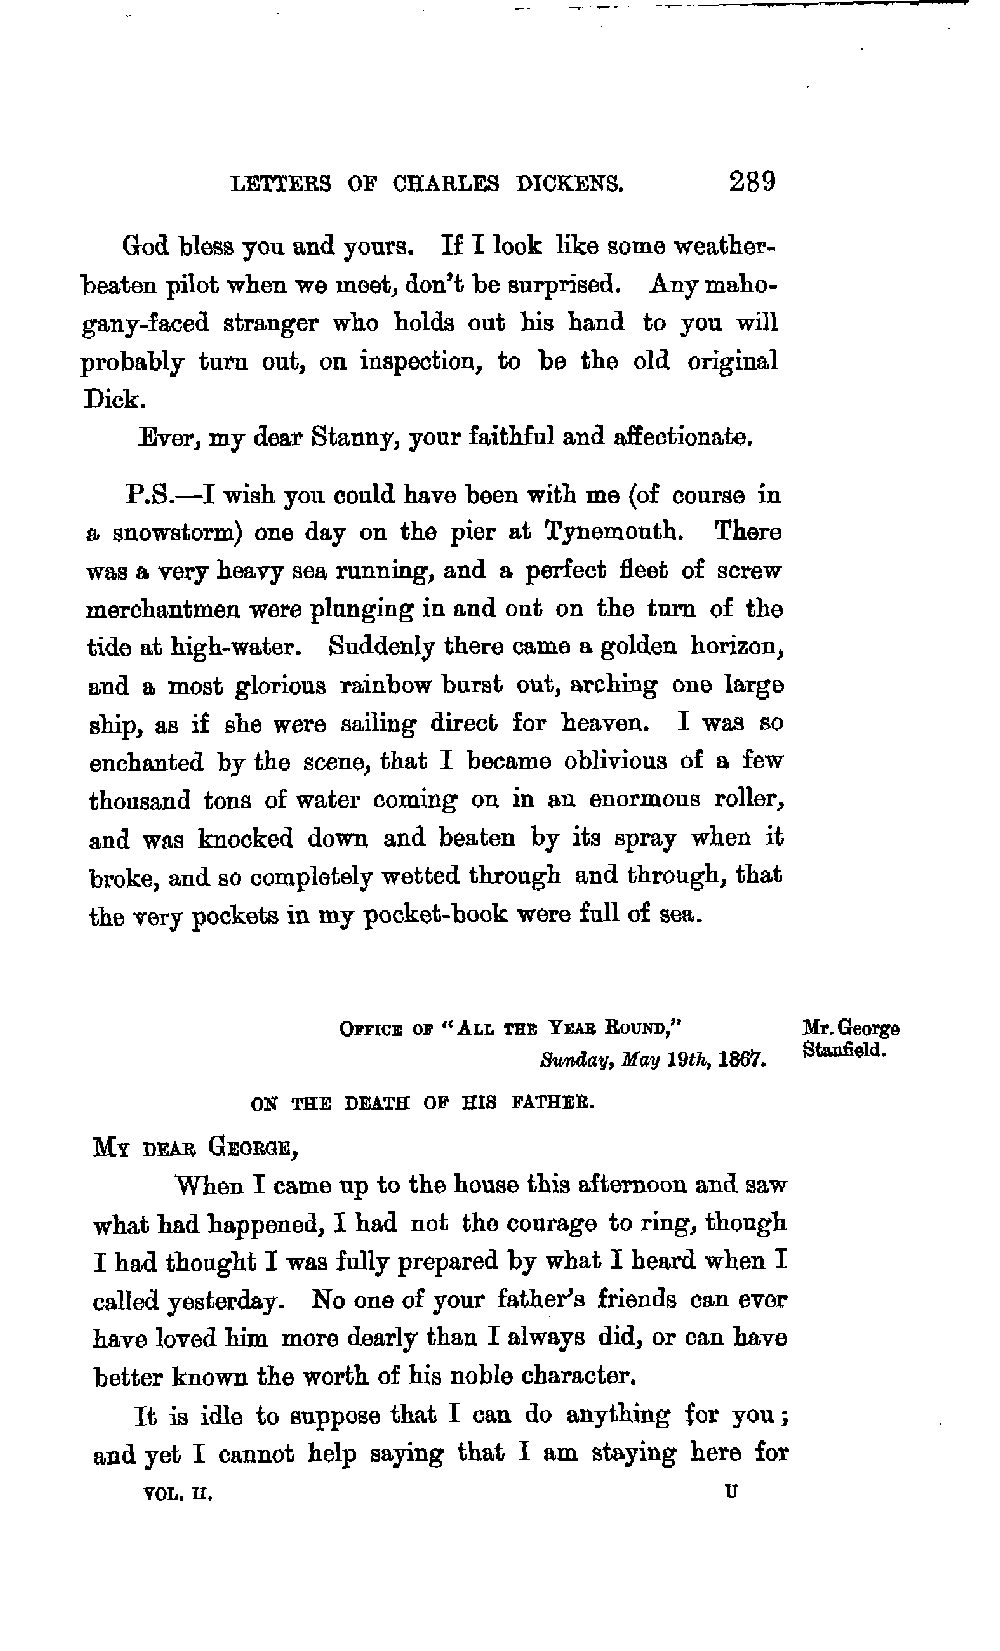 LETTERS OF CHARLES DICKENS. 289
God bless you and yours. If I look like some weather-
beaten pilot when we meet, don't be surprised. Any maho-
gany-faced stranger who holds out his hand to you will
probably turn out, on inspection, to be the old original
Dick.
Ever, my dear Stanny, your faithful and affectionate.
P.S.—I wish you could have been with me (of course in
a snowstorm) one day on the pier at Tynemouth. There
was a very heavy sea running, and a perfect fleet of screw
merchantmen were plunging in and out on the turn of the
tide at high-water. Suddenly there came a golden horizon,
and a most glorious rainbow burst out, arching one large
ship, as if she were sailing direct for heaven. I was so
enchanted by the scene, that I became oblivious of a few
thousand tons of water coming on in an enormous roller,
and was knocked down and beaten by its spray when it
broke, and so completely wetted through and through, that
the very pockets in my pocket-book were full of sea.
OFFICE OF "ALL THE YEAR ROUND," Mr. George
Sunday, May 19th, 1867. Stanfield.
ON THE DEATH OF HIS FATHER.
MY DEAR GEORGE,
When I came up to the house this afternoon and saw
what had happened, I had not the courage to ring, though
I had thought I was fully prepared by what I heard when I
called yesterday. No one of your father's friends can ever
have loved him more dearly than I always did, or can have
better known the worth of his noble character.
It is idle to suppose that I can do anything for you;
and yet I cannot help saying that I am staying here for
VOL. II. U